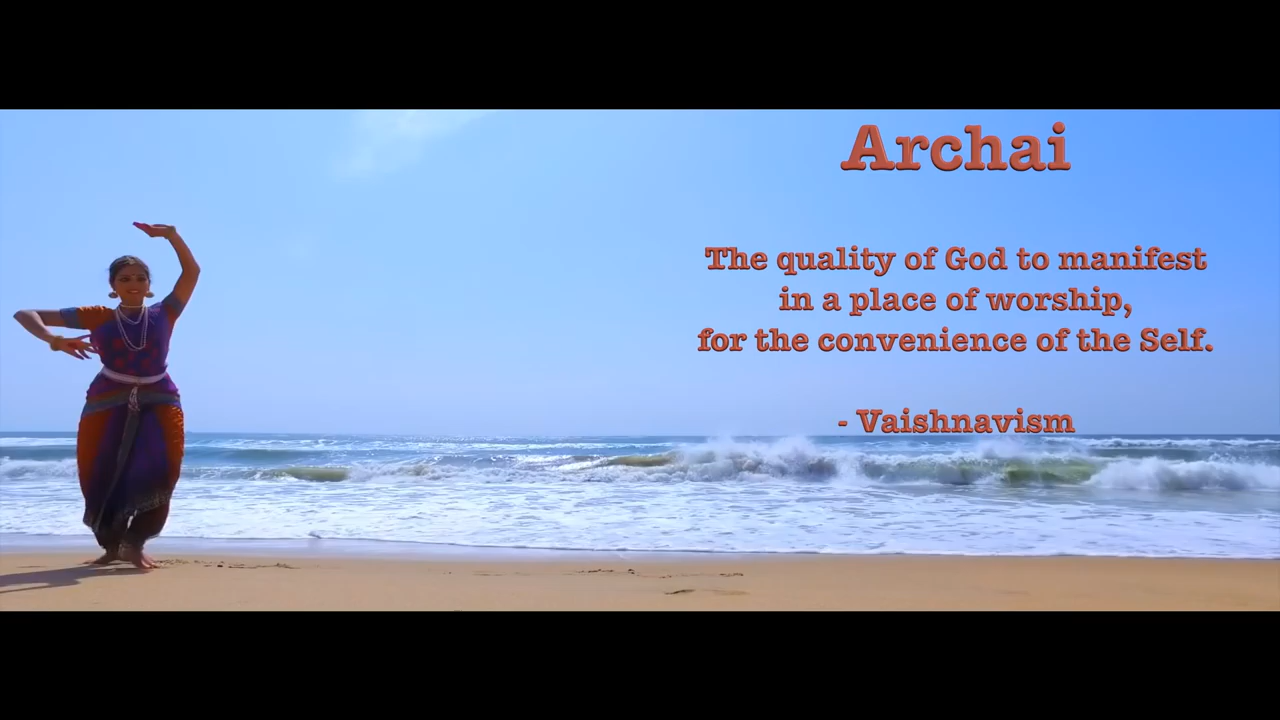 Archai
The quality of God to manifest
in a place of worship,
for the convenience of the Self.
- Vaishnavism